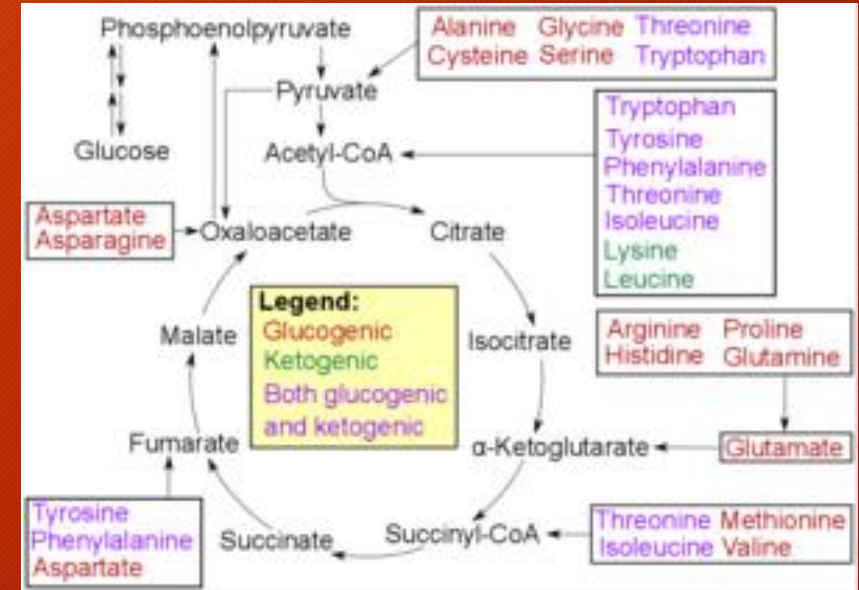 Phosphoenolpyruvate
Alanine Glycine Threonine
Cysteine Serine Tryptophan
Pyruvate
Glucose
Acetyl-CoA
Tryptophan
Tyrosine
Phenylalanine
Threonine
Isoleucine
Lysine
Leucine
Aspartate
Asparagine
Oxaloacetate
Citrate
Legend:
Glucogenic
Ketogenic
Both glucogenic
and ketogenic
Malate
Isocitrate
Arginine Proline
Histidine Glutamine
Fumarate
α-Ketoglutarate
Glutamate
Tyrosine
Phenylalanine
Aspartate
Succinate
Succinyl-CoA
Threonine Methionine
Isoleucine Valine